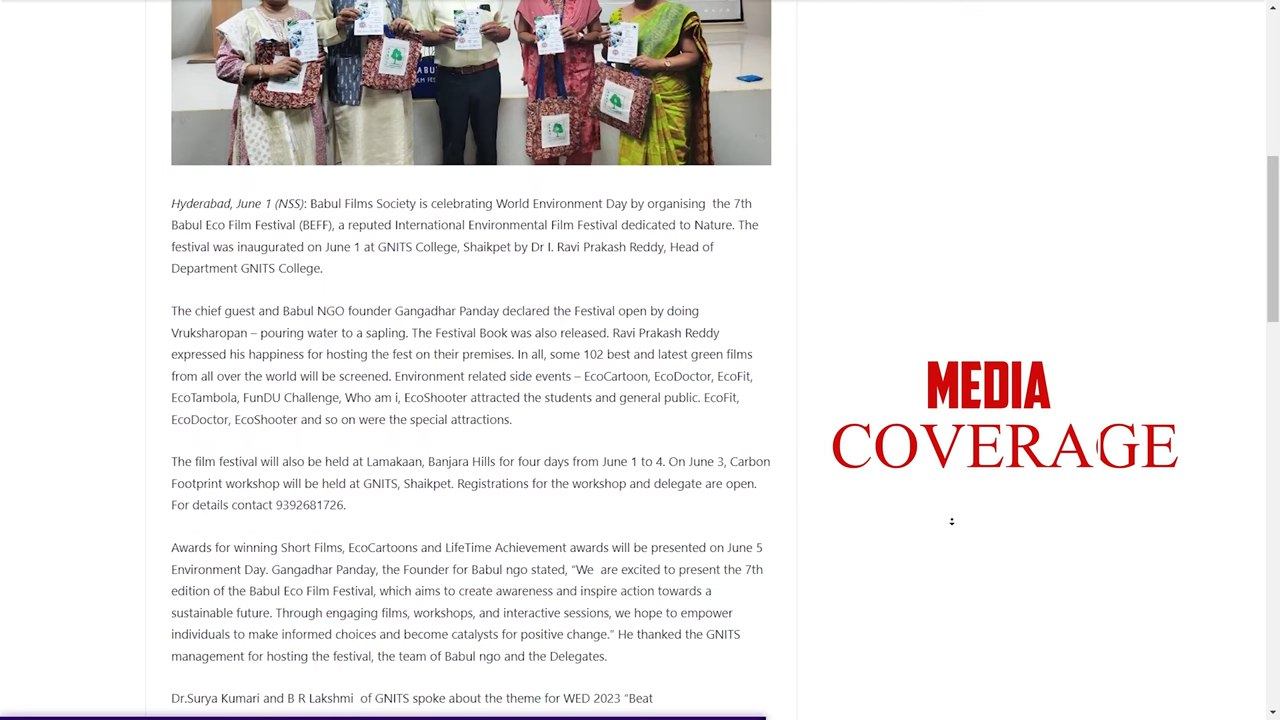 ABU
FILM FES
Hyderabad, June 1 (NSS): Babul Films Society is celebrating World Environment Day by organising the 7th
Babul Eco Film Festival (BEFF), a reputed International Environmental Film Festival dedicated to Nature. The
festival was inaugurated on June 1 at GNITS College, Shaikpet by Dr I. Ravi Prakash Reddy, Head of
Department GNITS College.
The chief guest and Babul NGO founder Gangadhar Panday declared the Festival open by doing
Vruksharopan – pouring water to a sapling. The Festival Book was also released. Ravi Prakash Reddy
expressed his happiness for hosting the fest on their premises. In all, some 102 best and latest green films
from all over the world will be screened. Environment related side events – EcoCartoon, EcoDoctor, EcoFit,
EcoTambola, FunDU Challenge, Who am i, EcoShooter attracted the students and general public. EcoFit,
EcoDoctor, EcoShooter and so on were the special attractions.
The film festival will also be held at Lamakaan, Banjara Hills for four days from June 1 to 4. On June 3, Carbon
Footprint workshop will be held at GNITS, Shaikpet. Registrations for the workshop and delegate are open.
For details contact 9392681726.
Awards for winning Short Films, EcoCartoons and LifeTime Achievement awards will be presented on June 5
Environment Day. Gangadhar Panday, the Founder for Babul ngo stated, “We are excited to present the 7th
edition of the Babul Eco Film Festival, which aims to create awareness and inspire action towards a
sustainable future. Through engaging films, workshops, and interactive sessions, we hope to empower
individuals to make informed choices and become catalysts for positive change.” He thanked the GNITS
management for hosting the festival, the team of Babul ngo and the Delegates.
Dr.Surya Kumari and B R Lakshmi of GNITS spoke about the theme for WED 2023 “Beat
MEDIA
COVERAGE